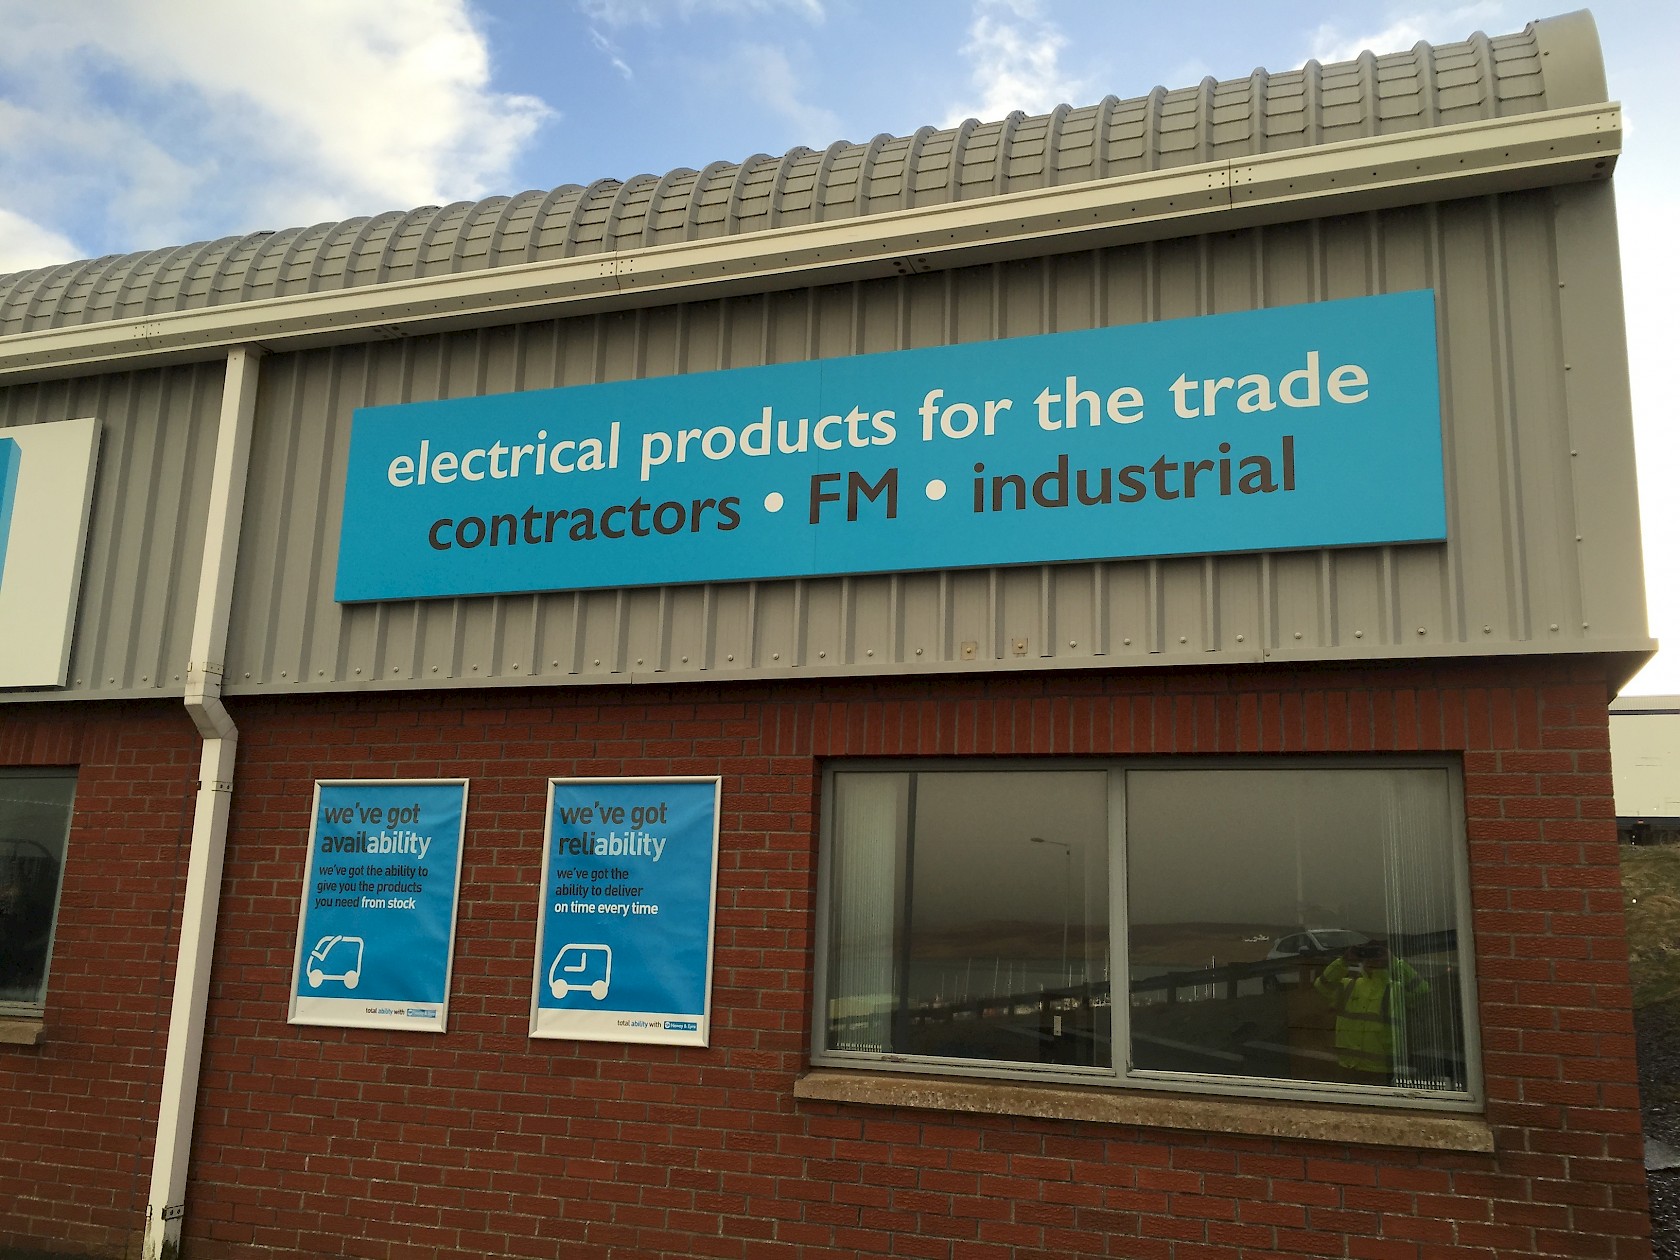 electrical products for the trade
contractors • FM • industrial
we've got
availability
we've got the ability to
give you the products
you need from stock
total ability with
we've got
reliability
we've got the
ability to deliver
on time every time
total ability with